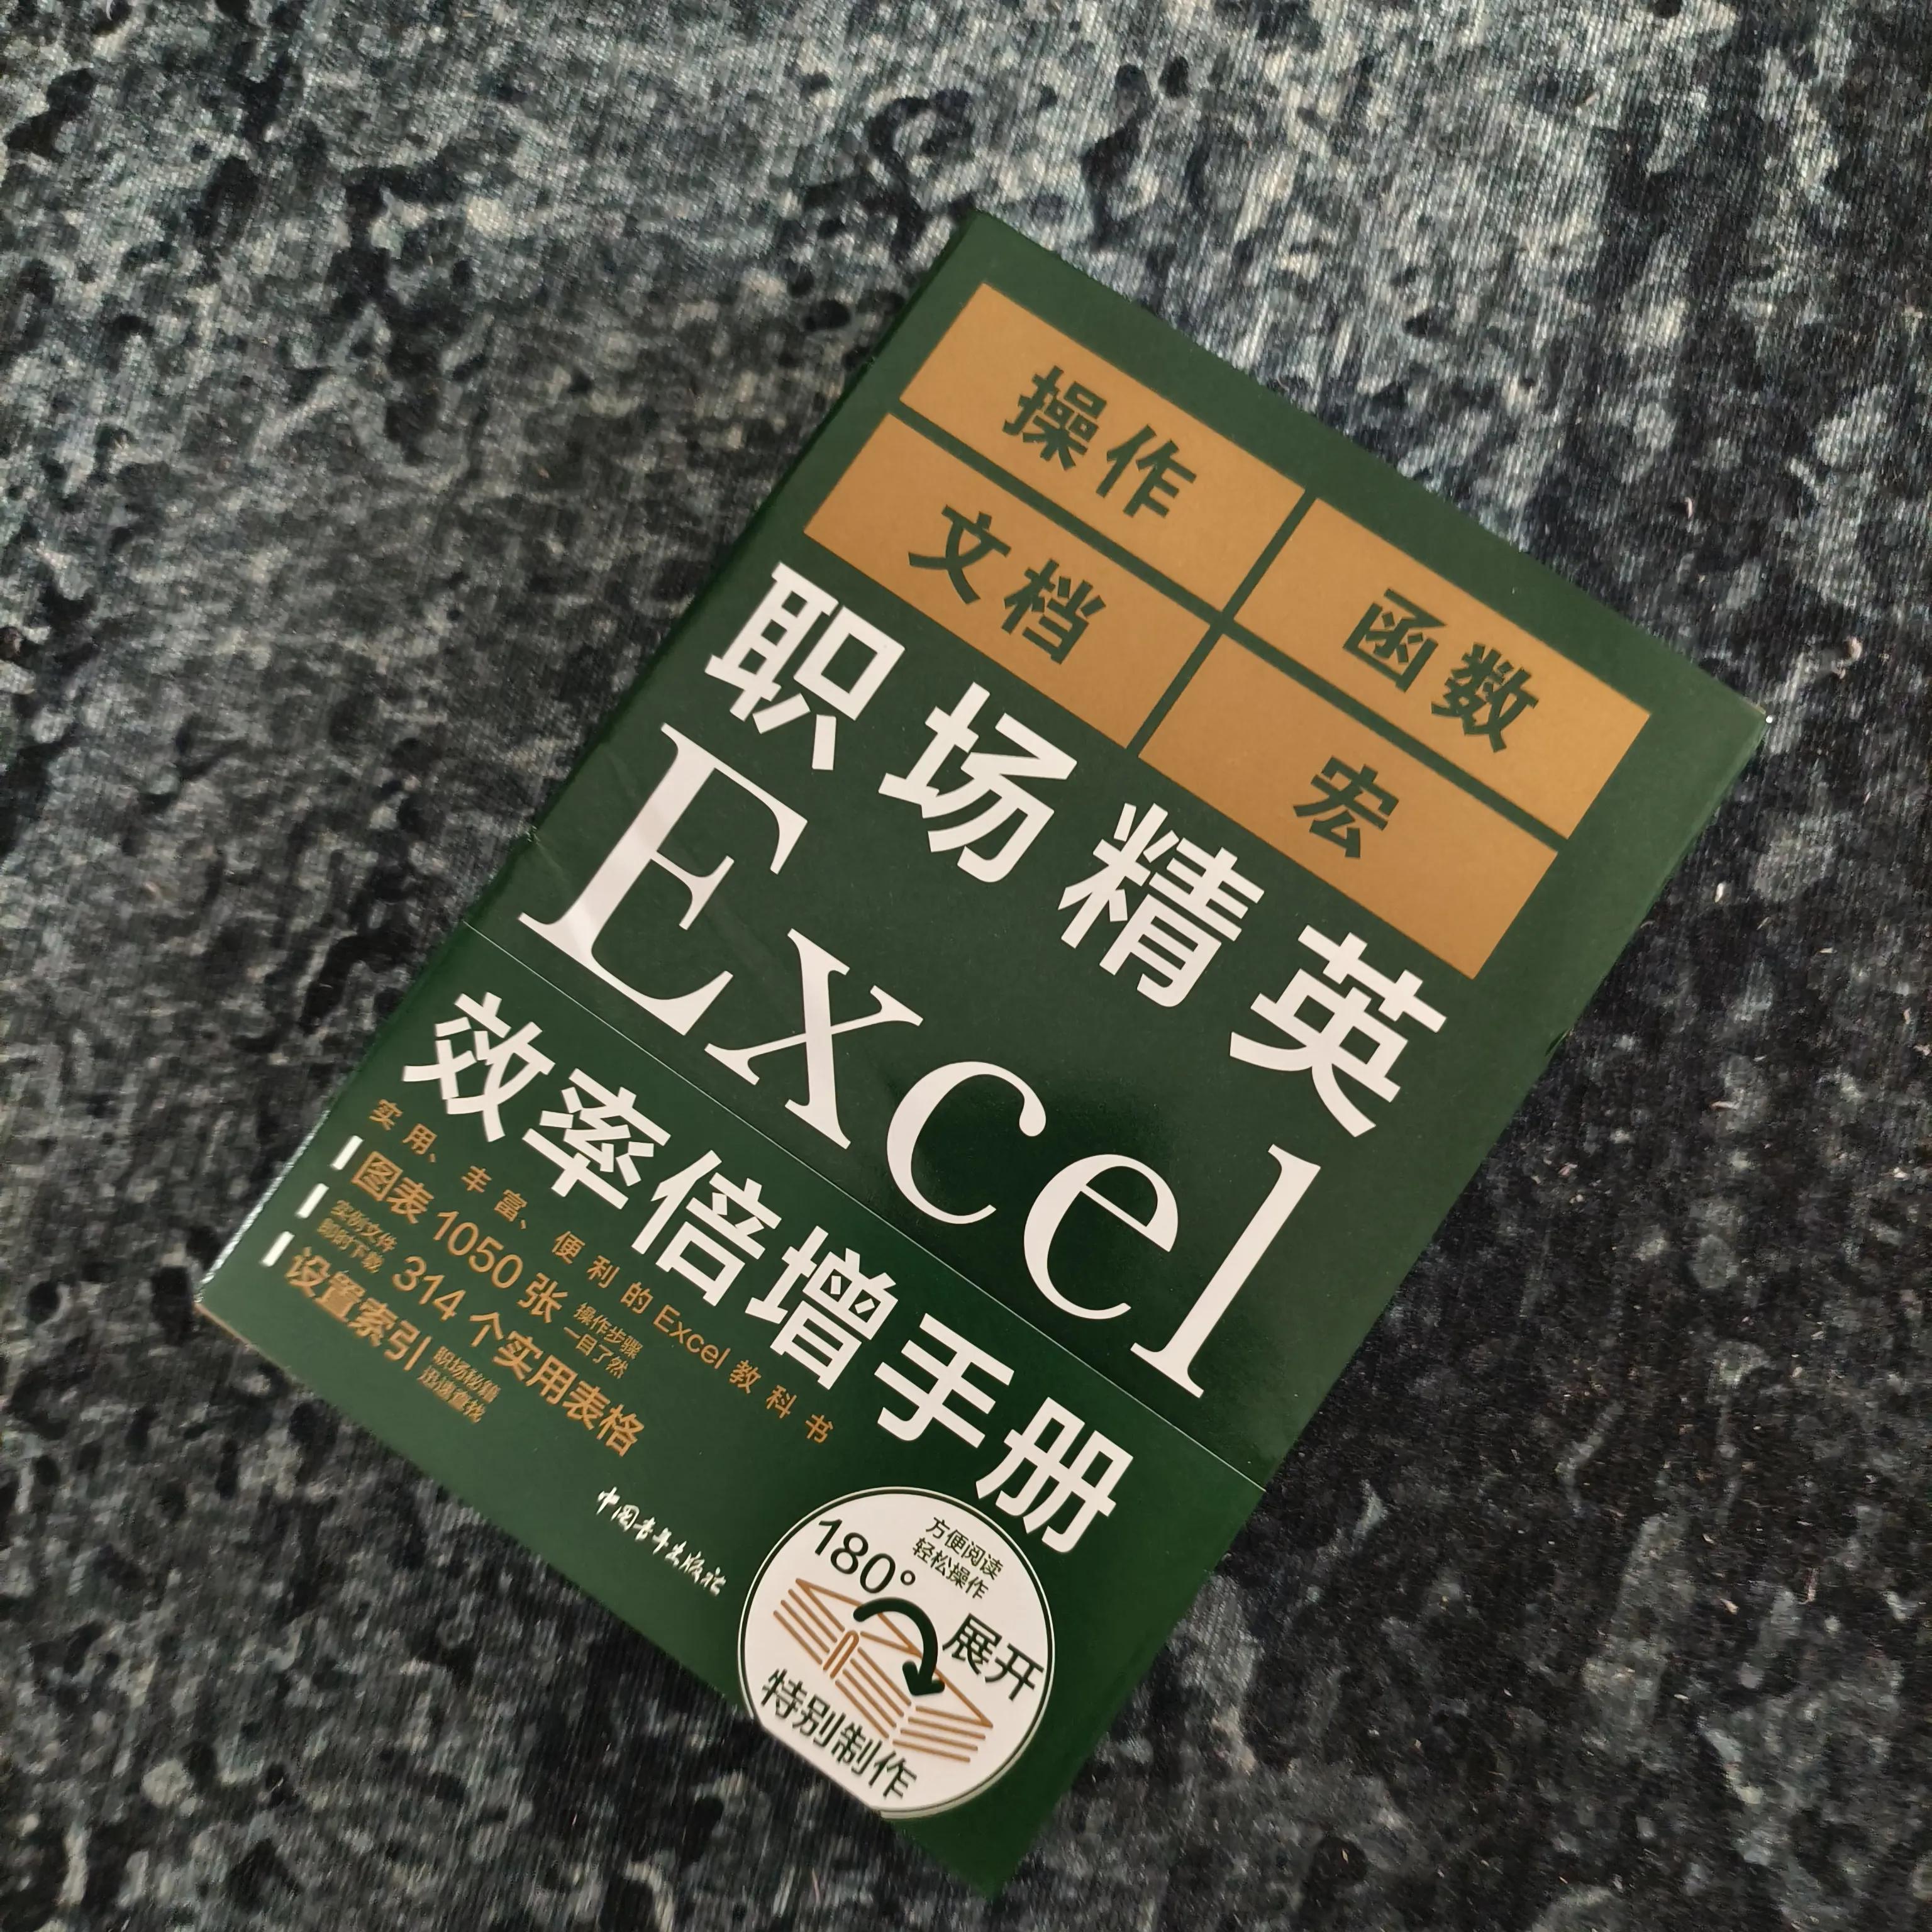 操作
函数
文档
宏
职场精英
Excel
效率倍增手册
实用、丰富、便利的Excel教科书
图表1050张
操作步骤
一目了然
实例文件
即刻下载
314个实用表格
设置索引
职场秘籍
迅速查找
中国青年出版社
方便阅读
轻松操作
180°
展开
特别制作